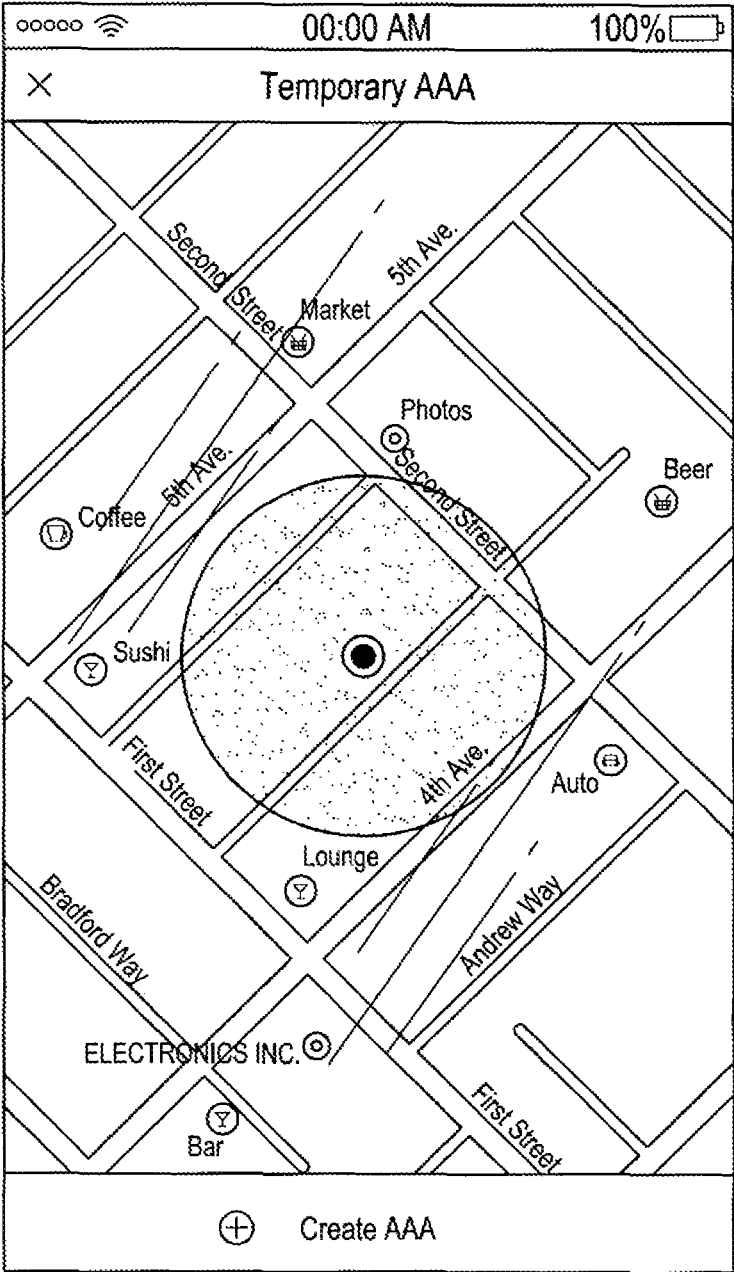 00:00 AM 100%
Temporary AAA
Second Street
5th Ave.
Market
Photos
Second Street
Beer
5th Ave.
Coffee
Sushi
First Street
4th Ave.
Auto
Lounge
Bradford Way
Andrew Way
ELECTRONICS INC.
First Street
Bar
Create AAA